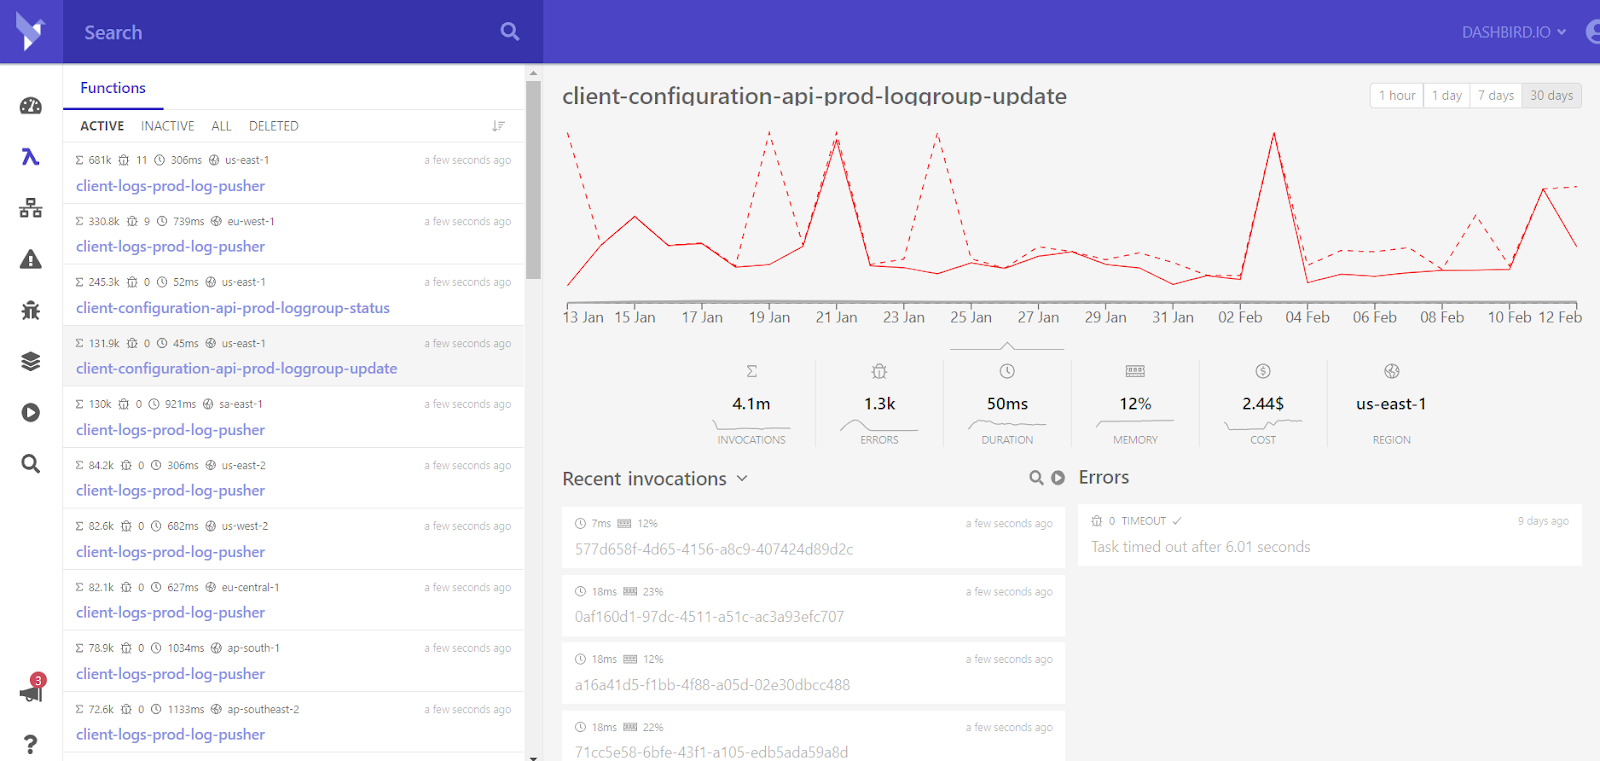 Search
DASHBIRD.IO
Functions
ACTIVE INACTIVE ALL DELETED
Σ 681k 11 306ms us-east-1 a few seconds ago
client-logs-prod-log-pusher
Σ 330.8k 9 739ms eu-west-1 a few seconds ago
client-logs-prod-log-pusher
Σ 245.3k 0 52ms us-east-1 a few seconds ago
client-configuration-api-prod-loggroup-status
Σ 131.9k 0 45ms us-east-1 a few seconds ago
client-configuration-api-prod-loggroup-update
Σ 130k 0 921ms sa-east-1 a few seconds ago
client-logs-prod-log-pusher
Σ 84.2k 0 306ms us-east-2 a few seconds ago
client-logs-prod-log-pusher
Σ 82.6k 0 682ms us-west-2 a few seconds ago
client-logs-prod-log-pusher
Σ 82.1k 0 627ms eu-central-1 a few seconds ago
client-logs-prod-log-pusher
Σ 78.9k 0 1034ms ap-south-1 a few seconds ago
client-logs-prod-log-pusher
Σ 72.6k 0 1133ms ap-southeast-2 a few seconds ago
client-logs-prod-log-pusher
3
?
client-configuration-api-prod-loggroup-update
1 hour 1 day 7 days 30 days
13 Jan 15 Jan 17 Jan 19 Jan 21 Jan 23 Jan 25 Jan 27 Jan 29 Jan 31 Jan 02 Feb 04 Feb 06 Feb 08 Feb 10 Feb 12 Feb
Σ $
4.1m 1.3k 50ms 12% 2.44$ us-east-1
INVOCATIONS ERRORS DURATION MEMORY COST REGION
Recent invocations
7ms 12% a few seconds ago
577d658f-4d65-4156-a8c9-407424d89d2c
18ms 23% a few seconds ago
0af160d1-97dc-4511-a51c-ac3a93efc707
18ms 12% a few seconds ago
a16a41d5-f1bb-4f88-a05d-02e30dbcc488
18ms 22% a few seconds ago
71cc5e58-6bfe-43f1-a105-edb5ada59a8d
Errors
0 TIMEOUT 9 days ago
Task timed out after 6.01 seconds